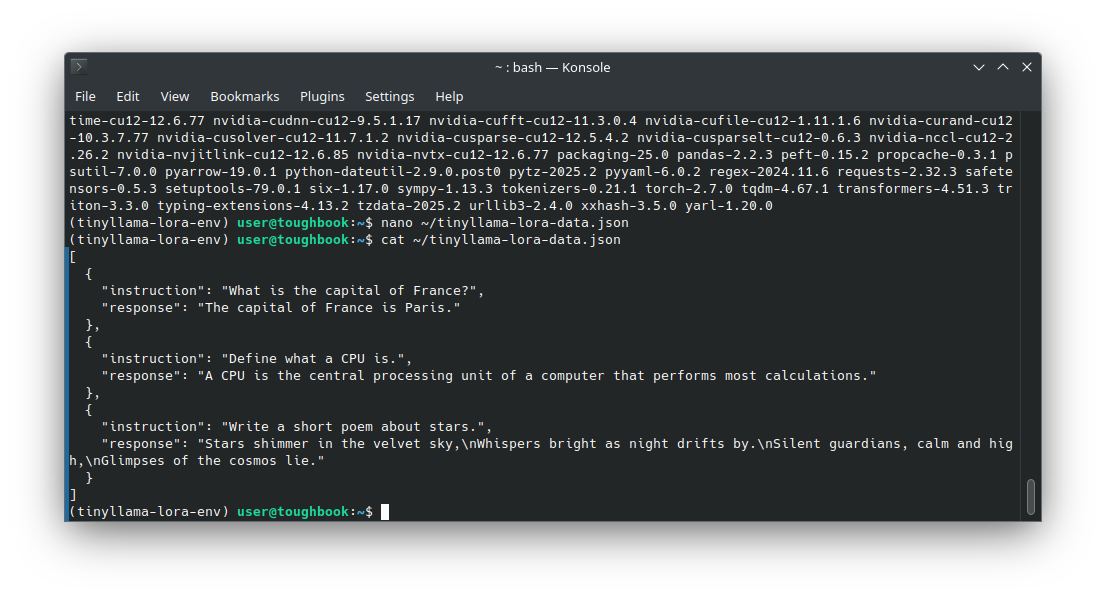 ~ : bash — Konsole
File Edit View Bookmarks Plugins Settings Help
time-cu12-12.6.77 nvidia-cudnn-cu12-9.5.1.17 nvidia-cufft-cu12-11.3.0.4 nvidia-cufile-cu12-1.11.1.6 nvidia-curand-cu12
-10.3.7.77 nvidia-cusolver-cu12-11.7.1.2 nvidia-cusparse-cu12-12.5.4.2 nvidia-cusparselt-cu12-0.6.3 nvidia-nccl-cu12-2
.26.2 nvidia-nvjitlink-cu12-12.6.85 nvidia-nvtx-cu12-12.6.77 packaging-25.0 pandas-2.2.3 peft-0.15.2 propcache-0.3.1 p
sutil-7.0.0 pyarrow-19.0.1 python-dateutil-2.9.0.post0 pytz-2025.2 pyyaml-6.0.2 regex-2024.11.6 requests-2.32.3 safete
nsors-0.5.3 setuptools-79.0.1 six-1.17.0 sympy-1.13.3 tokenizers-0.21.1 torch-2.7.0 tqdm-4.67.1 transformers-4.51.3 tr
iton-3.3.0 typing-extensions-4.13.2 tzdata-2025.2 urllib3-2.4.0 xxhash-3.5.0 yarl-1.20.0
(tinyllama-lora-env) user@toughbook:~$ nano ~/tinyllama-lora-data.json
(tinyllama-lora-env) user@toughbook:~$ cat ~/tinyllama-lora-data.json
[
  {
    "instruction": "What is the capital of France?",
    "response": "The capital of France is Paris."
  },
  {
    "instruction": "Define what a CPU is.",
    "response": "A CPU is the central processing unit of a computer that performs most calculations."
  },
  {
    "instruction": "Write a short poem about stars.",
    "response": "Stars shimmer in the velvet sky,\nWhispers bright as night drifts by.\nSilent guardians, calm and hig
h,\nGlimpses of the cosmos lie."
  }
]
(tinyllama-lora-env) user@toughbook:~$